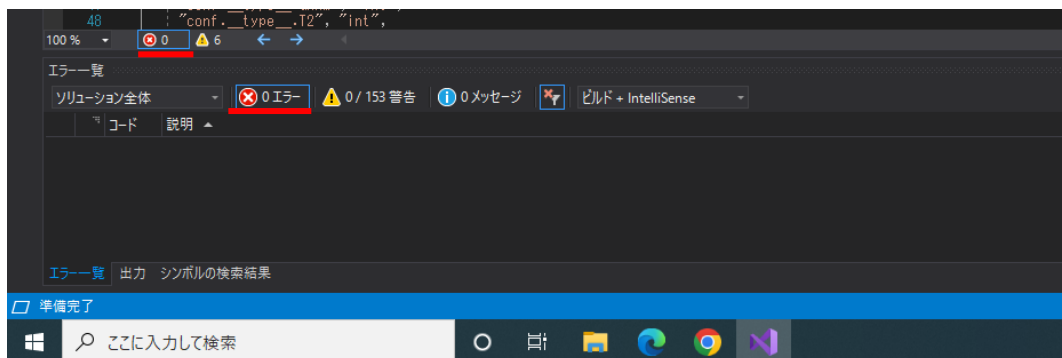 48 "conf.__type__.T2", "int",
100 % 0 6
エラー一覧
ソリューション全体 0 エラー 0 / 153 警告 0 メッセージ ビルド + IntelliSense
コード 説明
エラー一覧 出力 シンボルの検索結果
準備完了
ここに入力して検索